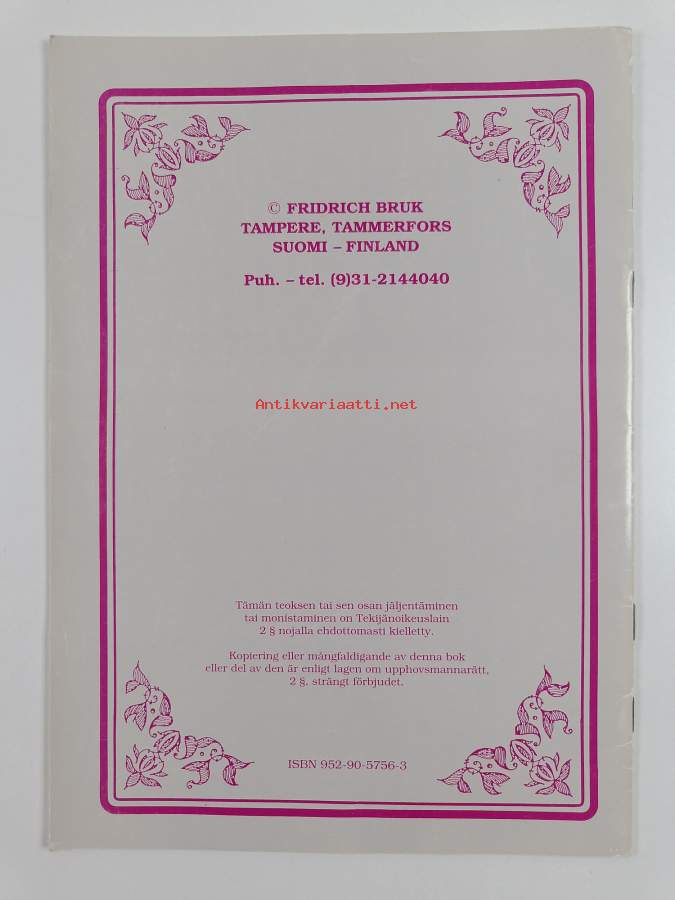 © FRIDRICH BRUK
TAMPERE, TAMMERFORS
SUOMI – FINLAND
Puh. – tel. (9)31-2144040
Antikvariaatti.net
Tämän teoksen tai sen osan jäljentäminen
tai monistaminen on Tekijänoikeuslain
2 § nojalla ehdottomasti kielletty.
Kopiering eller mångfaldigande av denna bok
eller del av den är enligt lagen om upphovsmannarätt,
2 §, strängt förbjudet.
ISBN 952-90-5756-3